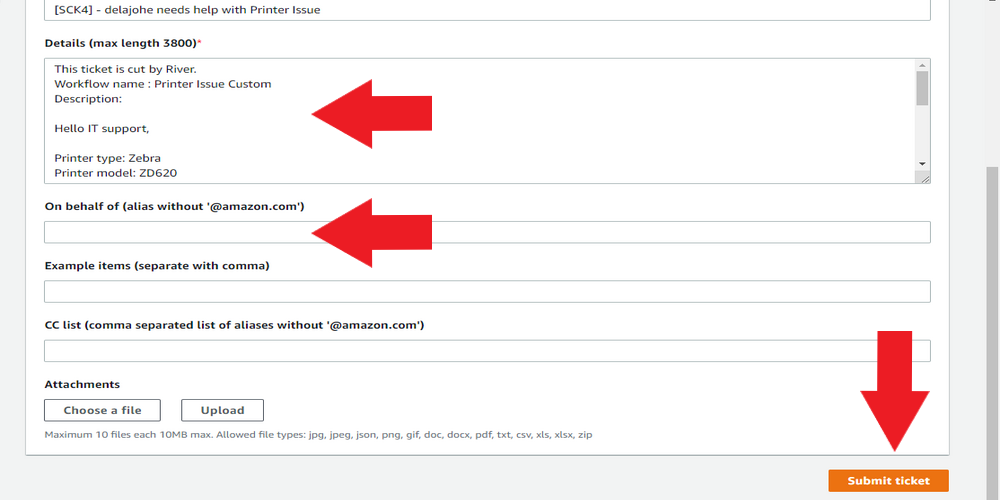 [SCK4] - delajohe needs help with Printer Issue
Details (max length 3800)*
This ticket is cut by River.
Workflow name : Printer Issue Custom
Description:
Hello IT support,
Printer type: Zebra
Printer model: ZD620
On behalf of (alias without '@amazon.com')
Example items (separate with comma)
CC list (comma separated list of aliases without '@amazon.com')
Attachments
Choose a file Upload
Maximum 10 files each 10MB max. Allowed file types: jpg, jpeg, json, png, gif, doc, docx, pdf, txt, csv, xls, xlsx, zip
Submit ticket